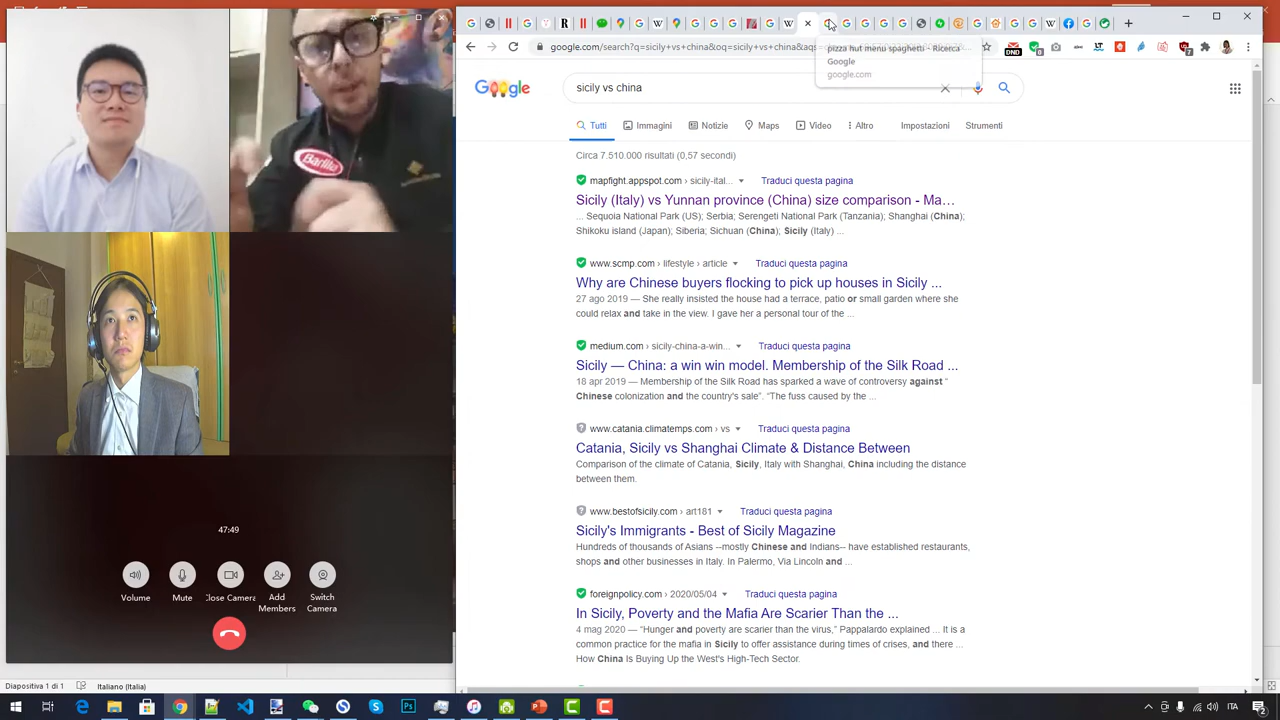 Barilla
47:49
Volume
Mute
Close Camera
Add
Members
Switch
Camera
Diapositiva 1 di 1
Italiano (Italia)
google.com/search?q=sicily+vs+china&oq=sicily+vs+china&aqs=
pizza hut menu spaghetti - Ricerca
Google
google.com
Google
sicily vs china
Tutti Immagini Notizie Maps Video Altro Impostazioni Strumenti
Circa 7.510.000 risultati (0,57 secondi)
mapfight.appspot.com › sicily-ital... Traduci questa pagina
Sicily (Italy) vs Yunnan province (China) size comparison - Ma…
... Sequoia National Park (US); Serbia; Serengeti National Park (Tanzania); Shanghai (China);
Shikoku island (Japan); Siberia; Sichuan (China); Sicily (Italy) ...
www.scmp.com › lifestyle › article Traduci questa pagina
Why are Chinese buyers flocking to pick up houses in Sicily ...
27 ago 2019 — She really insisted the house had a terrace, patio or small garden where she
could relax and take in the view. I gave her a personal tour of the ...
medium.com › sicily-china-a-win... Traduci questa pagina
Sicily — China: a win win model. Membership of the Silk Road ...
18 apr 2019 — Membership of the Silk Road has sparked a wave of controversy against “
Chinese colonization and the country's sale”. “The fuss caused by the ...
www.catania.climatemps.com › vs Traduci questa pagina
Catania, Sicily vs Shanghai Climate & Distance Between
Comparison of the climate of Catania, Sicily, Italy with Shanghai, China including the distance
between them.
www.bestofsicily.com › art181 Traduci questa pagina
Sicily's Immigrants - Best of Sicily Magazine
Hundreds of thousands of Asians --mostly Chinese and Indians-- have established restaurants,
shops and other businesses in Italy. In Palermo, Via Lincoln and ...
foreignpolicy.com › 2020/05/04 Traduci questa pagina
In Sicily, Poverty and the Mafia Are Scarier Than the ...
4 mag 2020 — “Hunger and poverty are scarier than the virus,” Pappalardo explained ... It is a
common practice for the mafia in Sicily to offer assistance during times of crises, and there ...
How China Is Buying Up the West's High-Tech Sector.
ITA